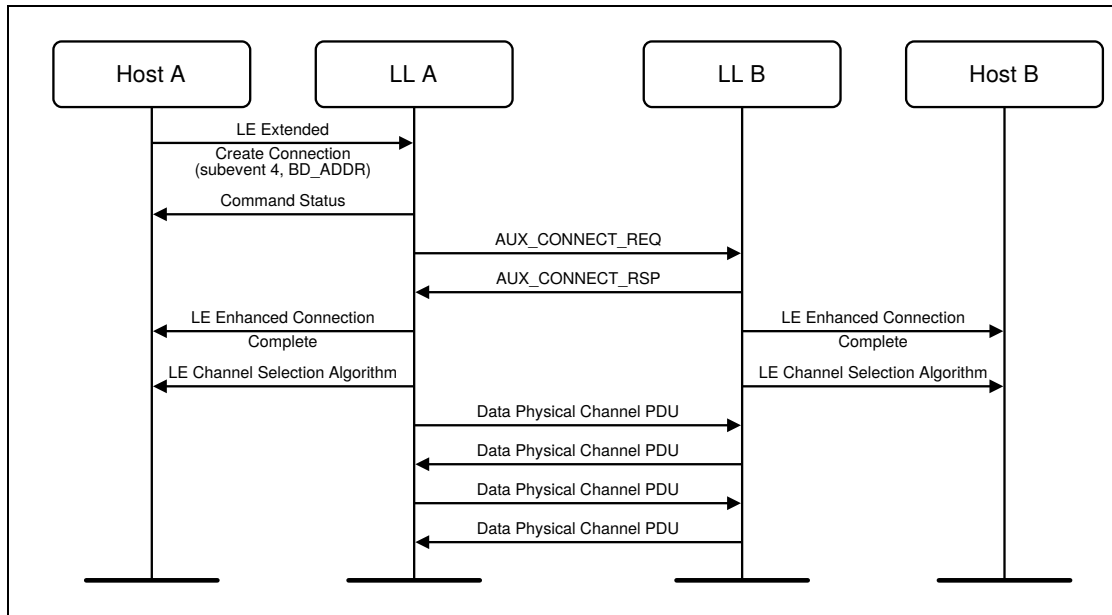 Host A
LL A
LL B
Host B
LE Extended
Create Connection
(subevent 4, BD_ADDR)
Command Status
AUX_CONNECT_REQ
AUX_CONNECT_RSP
LE Enhanced Connection
Complete
LE Enhanced Connection
Complete
LE Channel Selection Algorithm
LE Channel Selection Algorithm
Data Physical Channel PDU
Data Physical Channel PDU
Data Physical Channel PDU
Data Physical Channel PDU